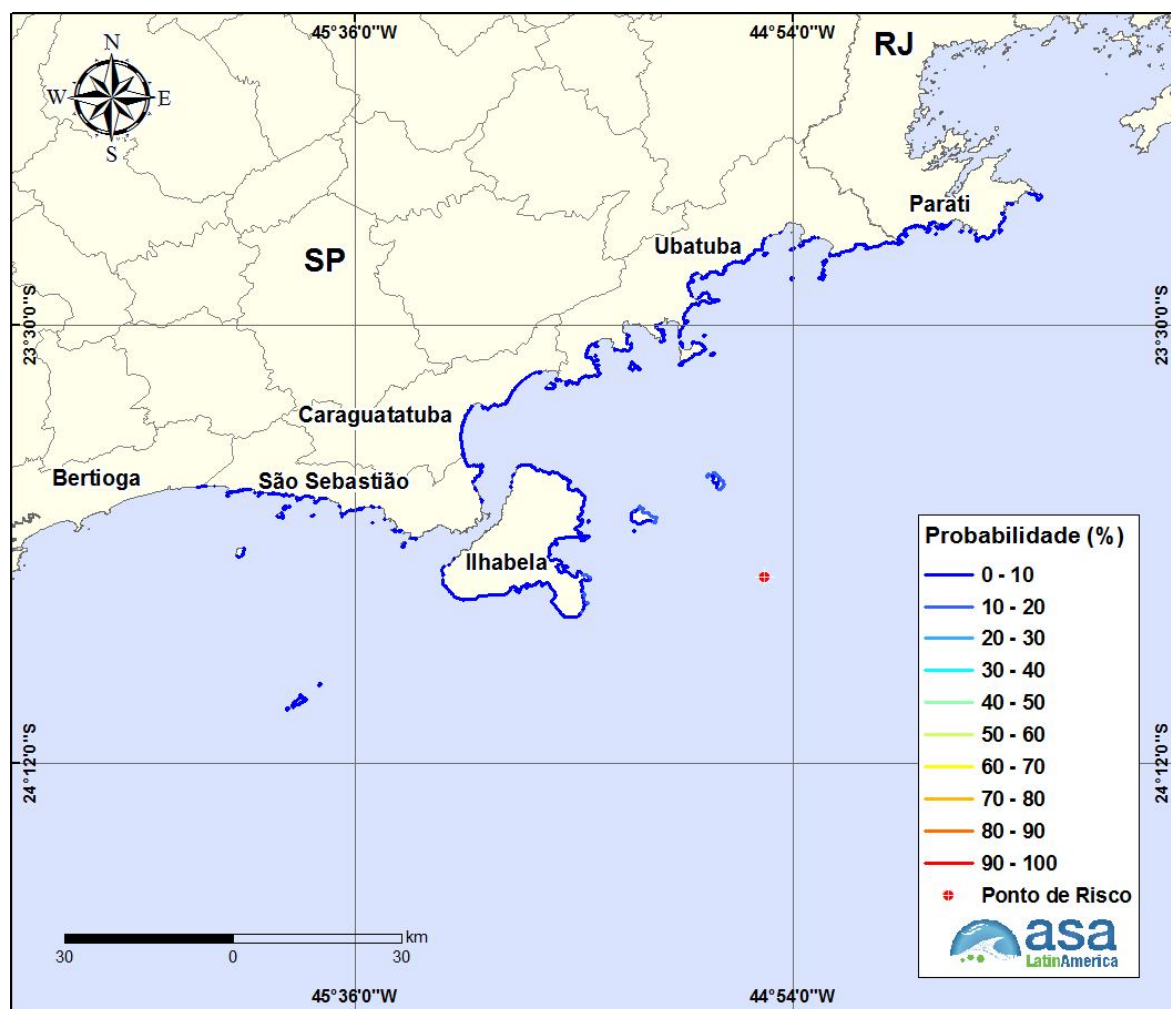 45°36'0"W
44°54'0"W
RJ
N
W
E
S
Parati
Ubatuba
SP
23°30'0"S
23°30'0"S
Caraguatatuba
Bertioga
São Sebastião
Ilhabela
Probabilidade (%)
0 - 10
10 - 20
20 - 30
30 - 40
40 - 50
50 - 60
60 - 70
70 - 80
80 - 90
90 - 100
Ponto de Risco
24°12'0"S
24°12'0"S
asa
LatinAmerica
km
30
0
30
45°36'0"W
44°54'0"W